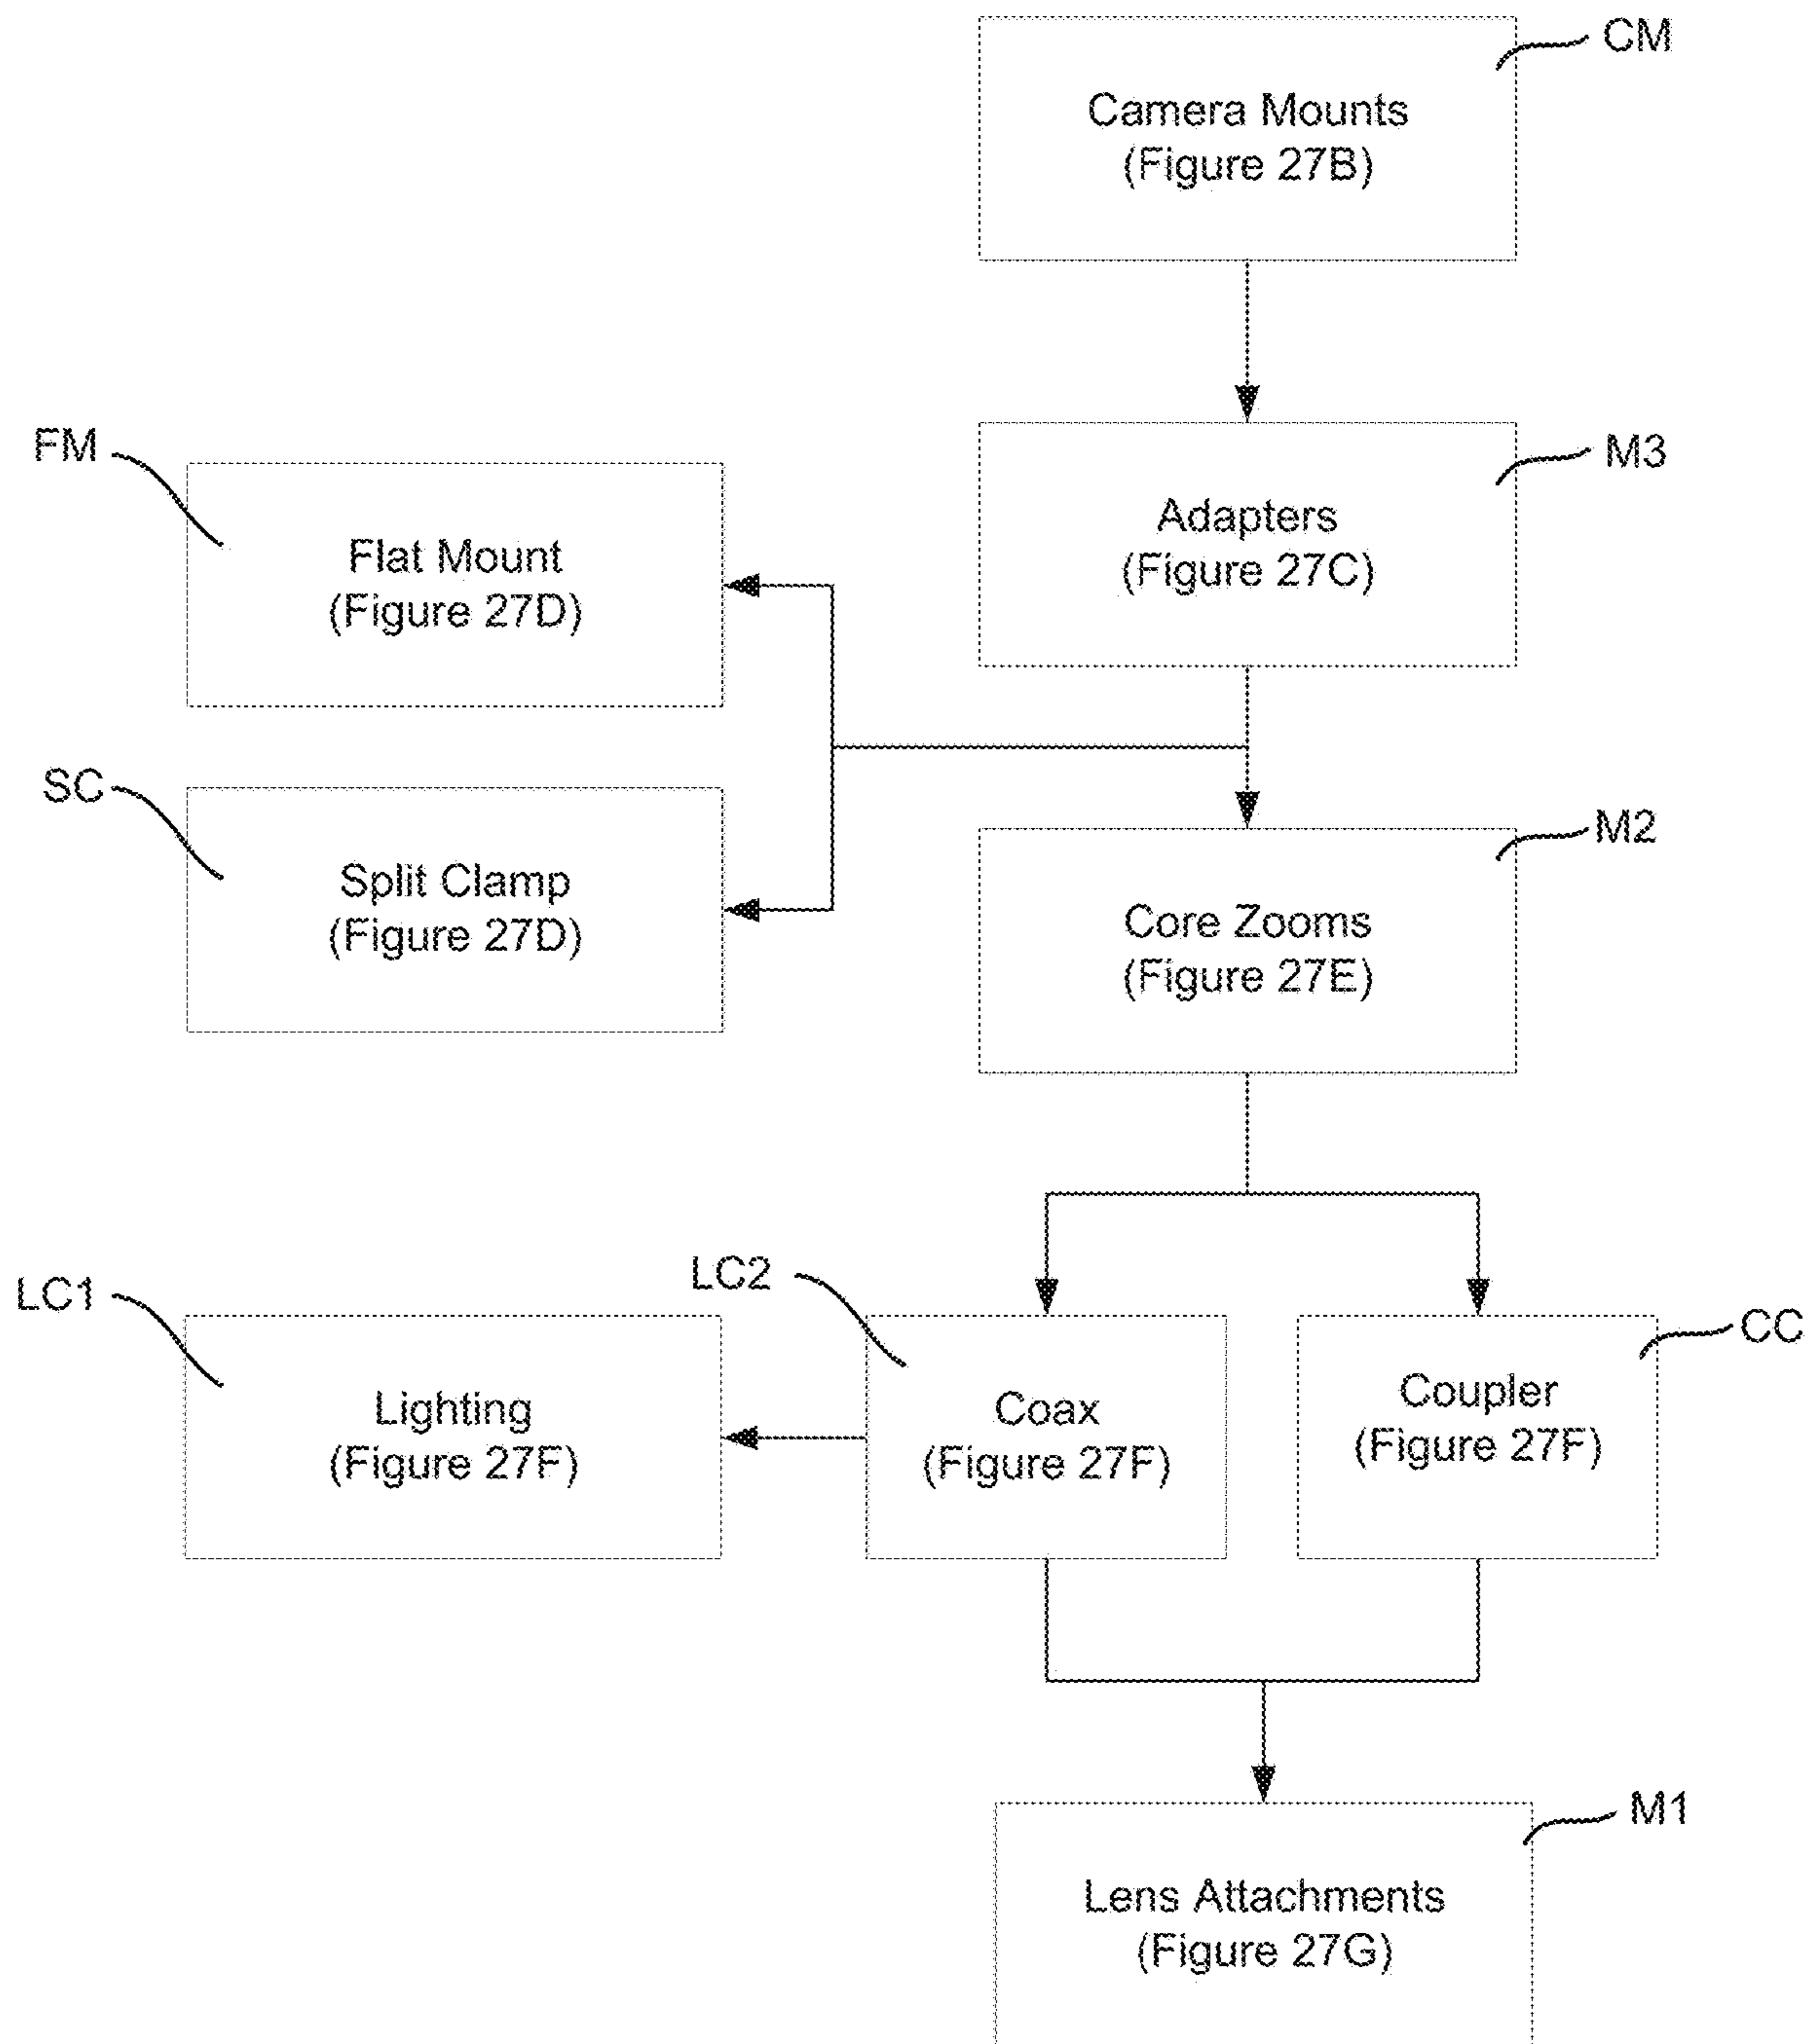 CM
Camera Mounts
(Figure 27B)
M3
Adapters
(Figure 27C)
FM
Flat Mount
(Figure 27D)
SC
Split Clamp
(Figure 27D)
M2
Core Zooms
(Figure 27E)
LC1
Lighting
(Figure 27F)
LC2
Coax
(Figure 27F)
CC
Coupler
(Figure 27F)
M1
Lens Attachments
(Figure 27G)